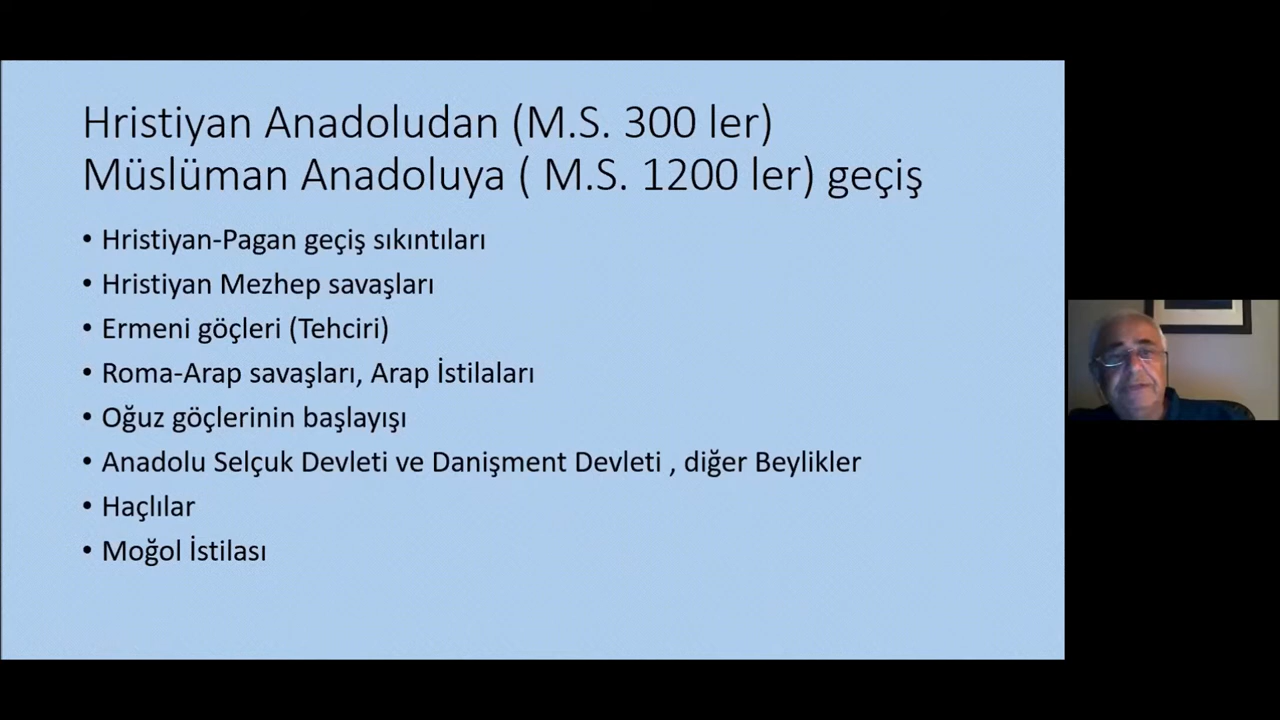 Hristiyan Anadoludan (M.S. 300 ler)
Müslüman Anadoluya ( M.S. 1200 ler) geçiş
• Hristiyan-Pagan geçiş sıkıntıları
• Hristiyan Mezhep savaşları
• Ermeni göçleri (Tehciri)
• Roma-Arap savaşları, Arap İstilaları
• Oğuz göçlerinin başlayışı
• Anadolu Selçuk Devleti ve Danişment Devleti , diğer Beylikler
• Haçlılar
• Moğol İstilası